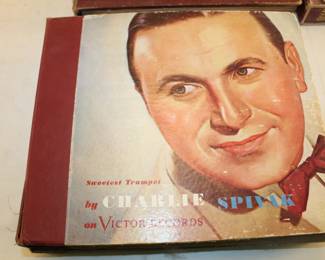 Sweetest Trumpet
by CHARLIE SPIVAK
on VICTOR RECORDS